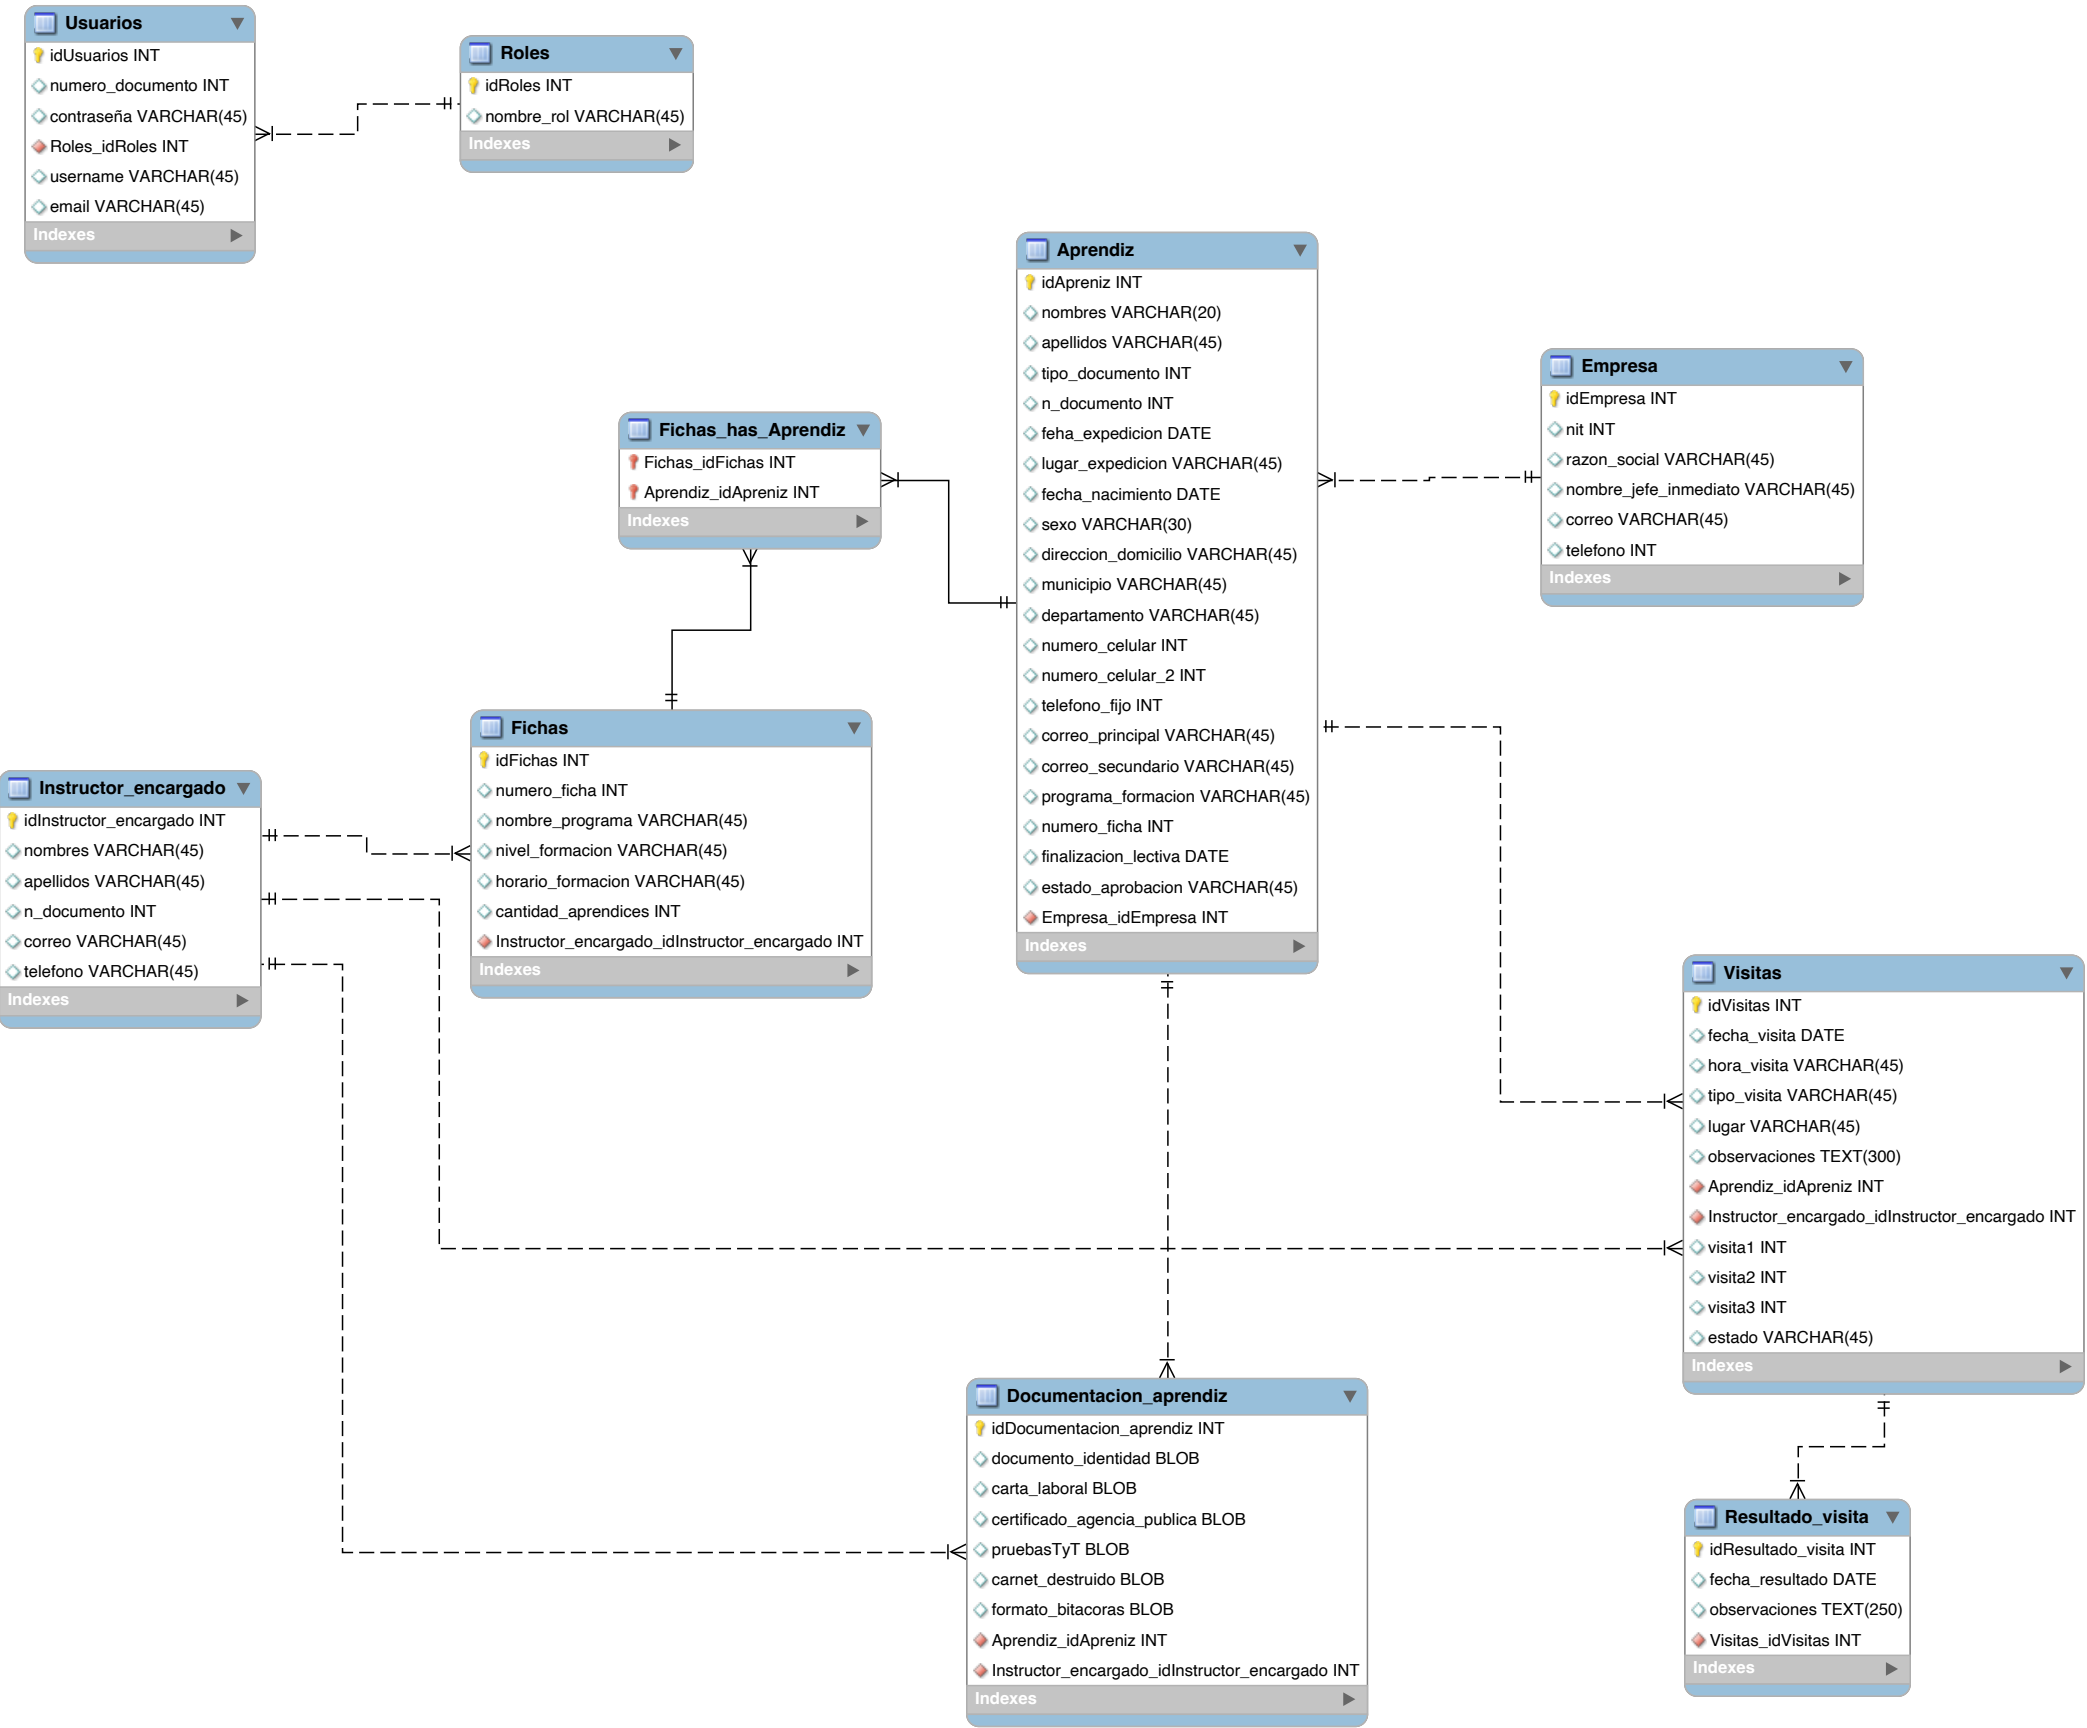 Usuarios
idUsuarios INT
numero_documento INT
contraseña VARCHAR(45)
Roles_idRoles INT
username VARCHAR(45)
email VARCHAR(45)
Indexes
Roles
idRoles INT
nombre_rol VARCHAR(45)
Indexes
Aprendiz
idApreniz INT
nombres VARCHAR(20)
apellidos VARCHAR(45)
tipo_documento INT
n_documento INT
feha_expedicion DATE
lugar_expedicion VARCHAR(45)
fecha_nacimiento DATE
sexo VARCHAR(30)
direccion_domicilio VARCHAR(45)
municipio VARCHAR(45)
departamento VARCHAR(45)
numero_celular INT
numero_celular_2 INT
telefono_fijo INT
correo_principal VARCHAR(45)
correo_secundario VARCHAR(45)
programa_formacion VARCHAR(45)
numero_ficha INT
finalizacion_lectiva DATE
estado_aprobacion VARCHAR(45)
Empresa_idEmpresa INT
Indexes
Empresa
idEmpresa INT
nit INT
razon_social VARCHAR(45)
nombre_jefe_inmediato VARCHAR(45)
correo VARCHAR(45)
telefono INT
Indexes
Fichas_has_Aprendiz
Fichas_idFichas INT
Aprendiz_idApreniz INT
Indexes
Fichas
idFichas INT
numero_ficha INT
nombre_programa VARCHAR(45)
nivel_formacion VARCHAR(45)
horario_formacion VARCHAR(45)
cantidad_aprendices INT
Instructor_encargado_idInstructor_encargado INT
Indexes
Instructor_encargado
idInstructor_encargado INT
nombres VARCHAR(45)
apellidos VARCHAR(45)
n_documento INT
correo VARCHAR(45)
telefono VARCHAR(45)
Indexes
Visitas
idVisitas INT
fecha_visita DATE
hora_visita VARCHAR(45)
tipo_visita VARCHAR(45)
lugar VARCHAR(45)
observaciones TEXT(300)
Aprendiz_idApreniz INT
Instructor_encargado_idInstructor_encargado INT
visita1 INT
visita2 INT
visita3 INT
estado VARCHAR(45)
Indexes
Documentacion_aprendiz
idDocumentacion_aprendiz INT
documento_identidad BLOB
carta_laboral BLOB
certificado_agencia_publica BLOB
pruebasTyT BLOB
carnet_destruido BLOB
formato_bitacoras BLOB
Aprendiz_idApreniz INT
Instructor_encargado_idInstructor_encargado INT
Indexes
Resultado_visita
idResultado_visita INT
fecha_resultado DATE
observaciones TEXT(250)
Visitas_idVisitas INT
Indexes